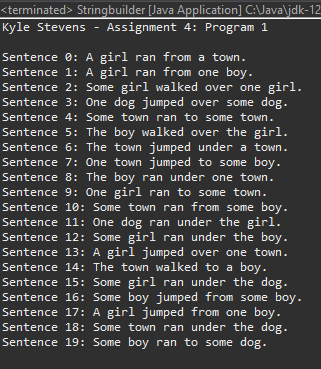 <terminated> Stringbuilder [Java Application] C:\Java\jdk-12
Kyle Stevens - Assignment 4: Program 1
Sentence 0: A girl ran from a town.
Sentence 1: A girl ran from one boy.
Sentence 2: Some girl walked over one girl.
Sentence 3: One dog jumped over some dog.
Sentence 4: Some town ran to some town.
Sentence 5: The boy walked over the girl.
Sentence 6: The town jumped under a town.
Sentence 7: One town jumped to some boy.
Sentence 8: The boy ran under one town.
Sentence 9: One girl ran to some town.
Sentence 10: Some town ran from some boy.
Sentence 11: One dog ran under the girl.
Sentence 12: Some girl ran under the boy.
Sentence 13: A girl jumped over one town.
Sentence 14: The town walked to a boy.
Sentence 15: Some girl ran under the dog.
Sentence 16: Some boy jumped from some boy.
Sentence 17: A girl jumped from one boy.
Sentence 18: Some town ran under the dog.
Sentence 19: Some boy ran to some dog.